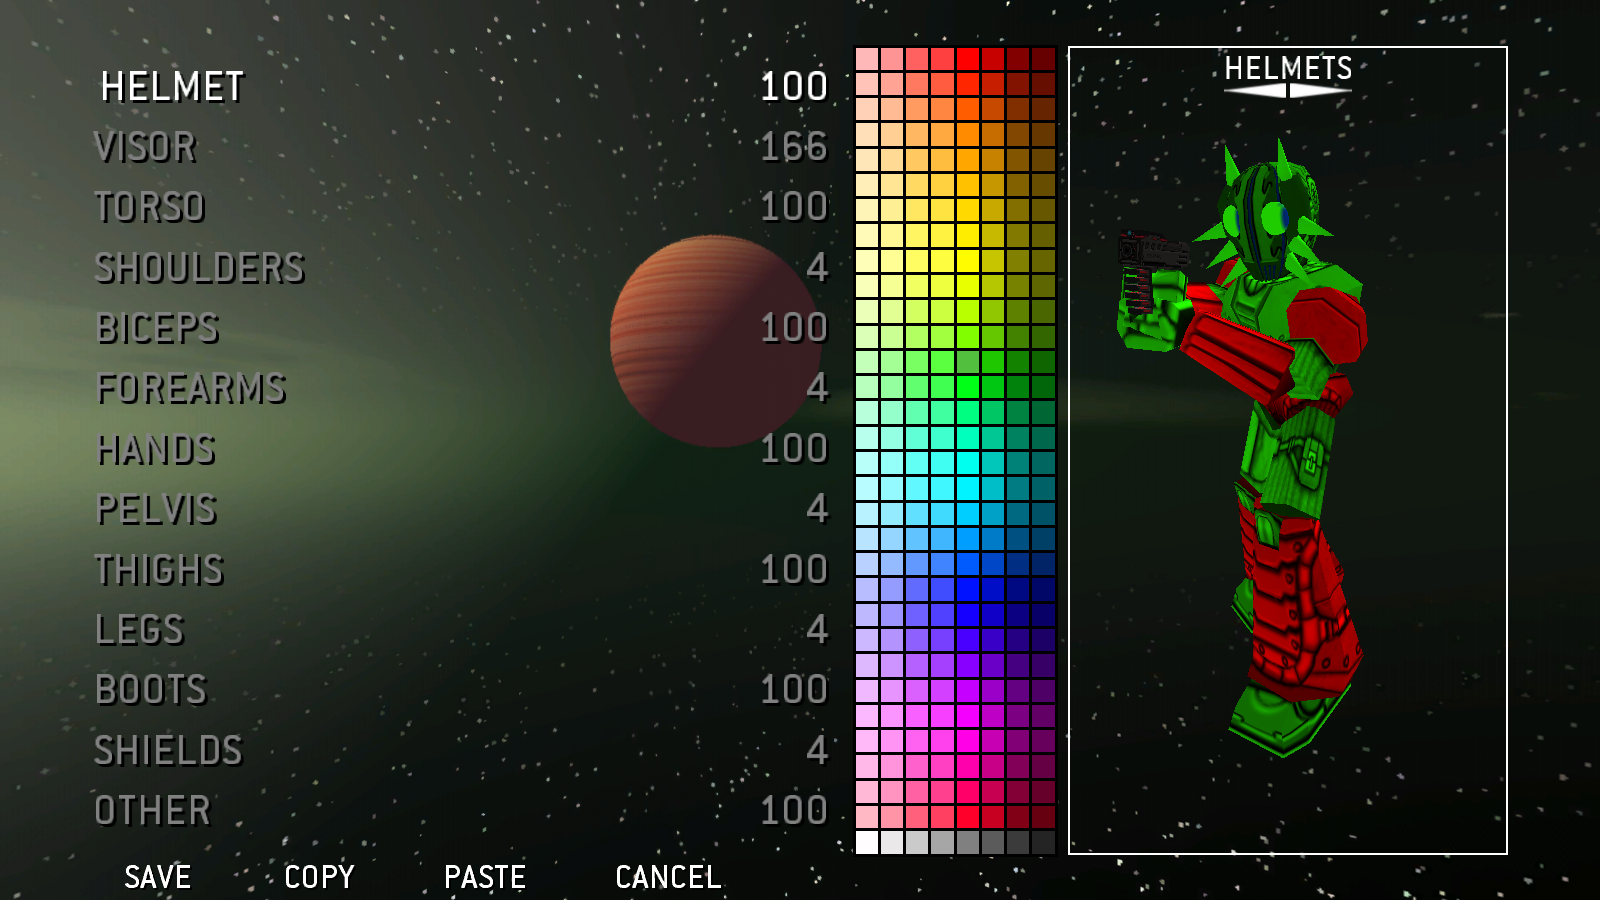 HELMETS
HELMET 100
VISOR 166
TORSO 100
SHOULDERS 4
BICEPS 100
FOREARMS 4
HANDS 100
PELVIS 4
THIGHS 100
LEGS 4
BOOTS 100
SHIELDS 4
OTHER 100
SAVE COPY PASTE CANCEL